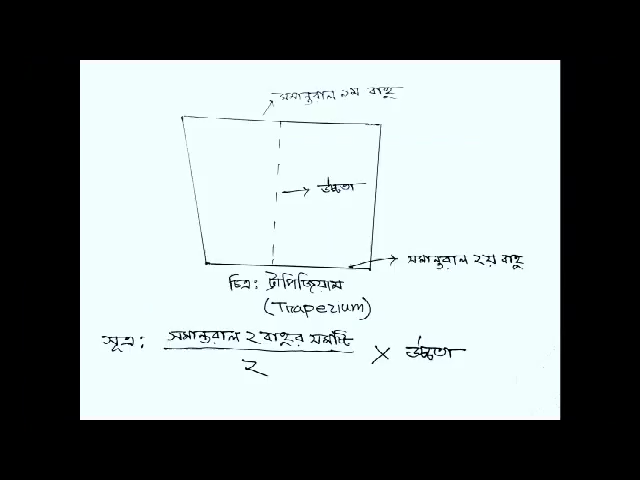 সমান্তরাল ১ম বাহু
উচ্চতা
সমান্তরাল ২য় বাহু
চিত্র: ট্রাপিজিয়াম
(Trapezium)
সূত্র: সমান্তরাল ২ বাহুর সমষ্টি
২
× উচ্চতা